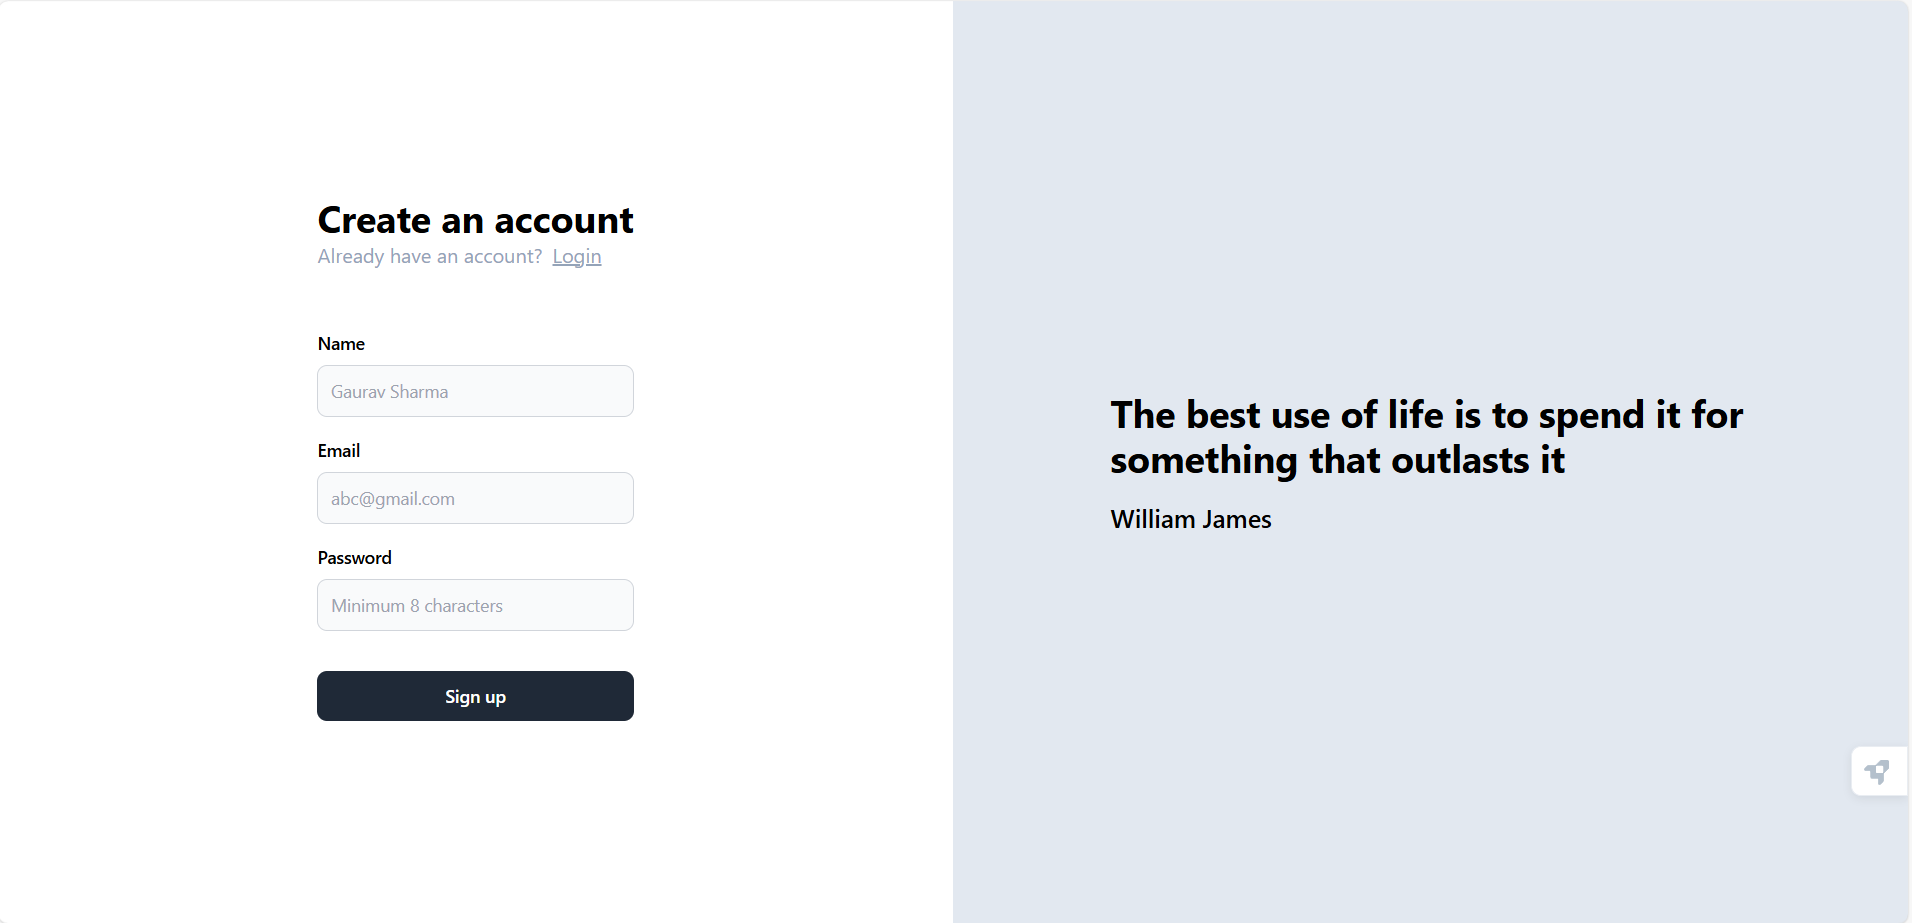 Create an account
Already have an account? Login
Name
Gaurav Sharma
Email
abc@gmail.com
Password
Minimum 8 characters
Sign up
The best use of life is to spend it for
something that outlasts it
William James